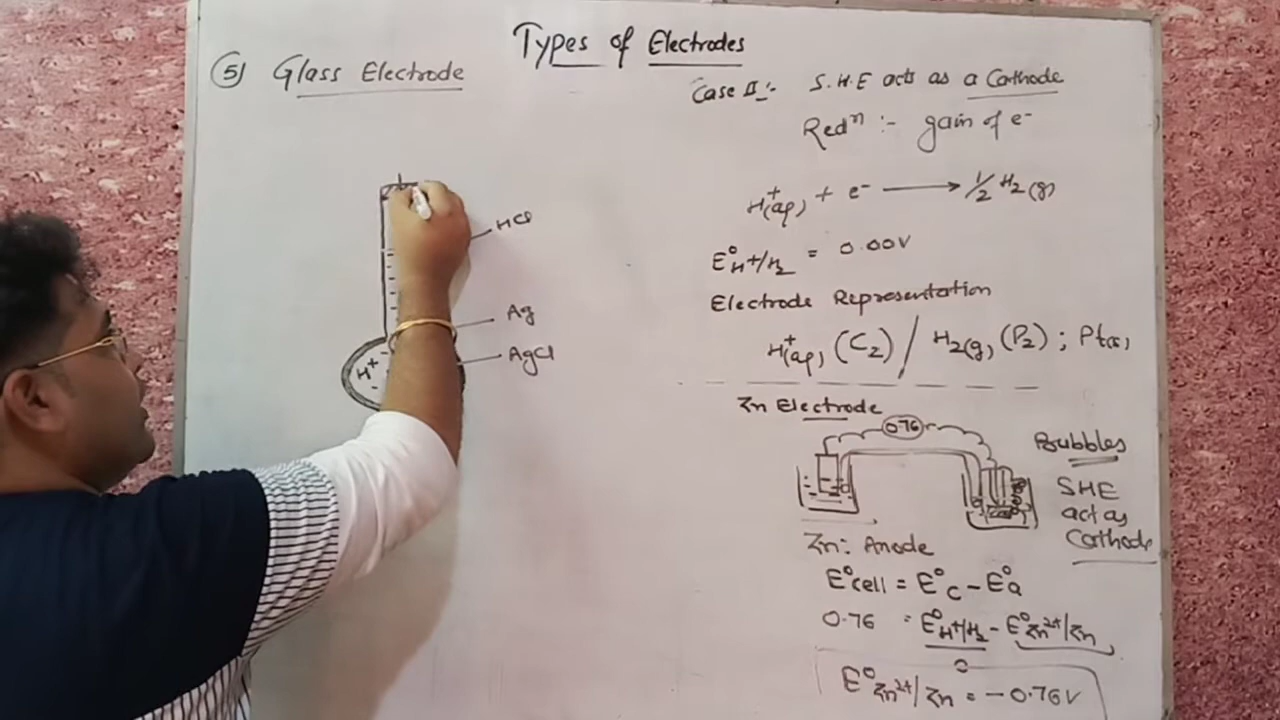 Types of Electrodes
5) Glass Electrode
HCl
Ag
AgCl
H+
Case II :- S.H.E acts as a Cathode
Redⁿ :- gain of e-
H+(aq) + e- ⟶ 1/2 H2(g)
E°H+/H2 = 0.00V
Electrode Representation
H+(aq) (C2) / H2(g) (P2) ; Pt(s)
Zn Electrode
0.76
Bubbles
SHE
act as
Cathode
Zn: Anode
E°cell = E°C - E°a
0.76 = E°H+/H2 - E°Zn2+/Zn
0
E°Zn2+/Zn = -0.76V